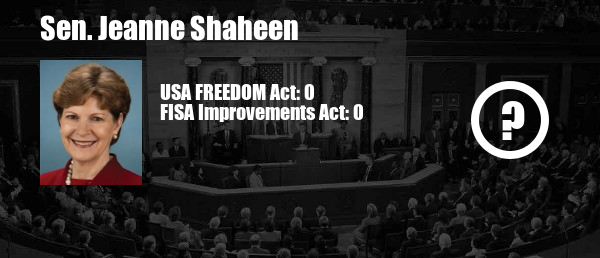 Sen. Jeanne Shaheen
USA FREEDOM Act: 0
FISA Improvements Act: 0
?